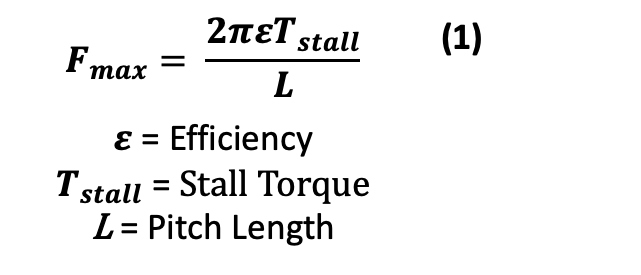 F_max = 2πεT_stall / L (1)
ε = Efficiency
T_stall = Stall Torque
L = Pitch Length